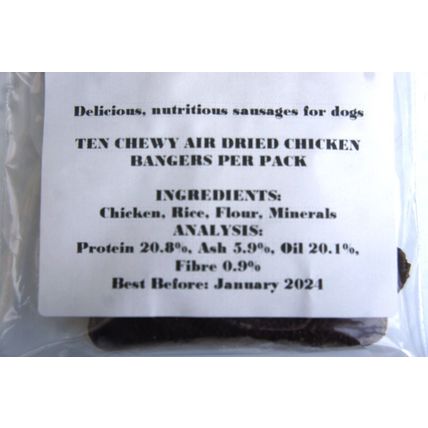 Delicious, nutritious sausages for dogs
TEN CHEWY AIR DRIED CHICKEN
BANGERS PER PACK
INGREDIENTS:
Chicken, Rice, Flour, Minerals
ANALYSIS:
Protein 20.8%, Ash 5.9%, Oil 20.1%,
Fibre 0.9%
Best Before: January 2024